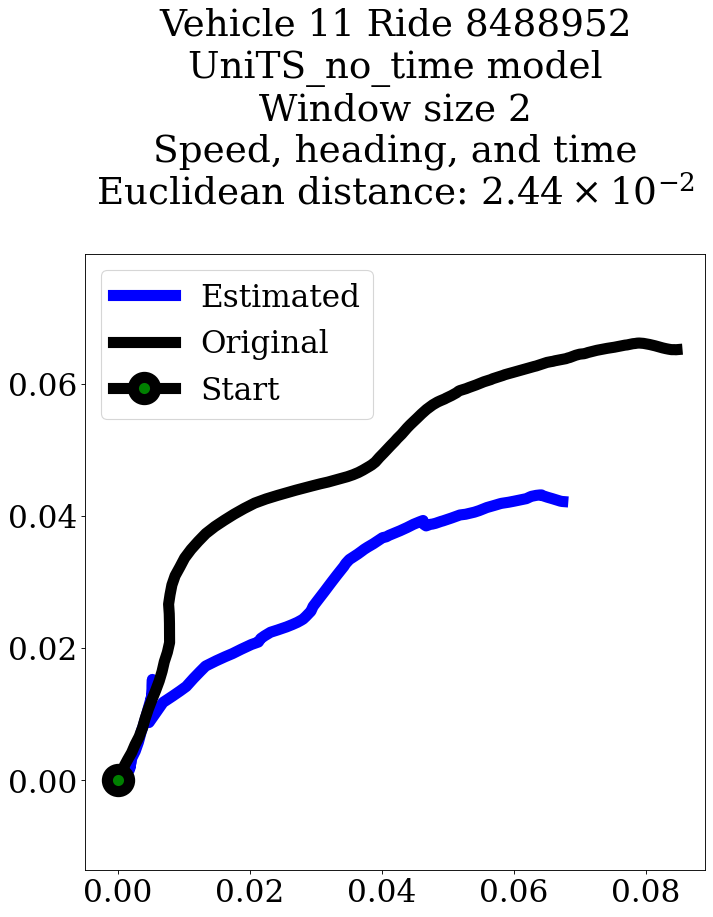 Vehicle 11 Ride 8488952
UniTS_no_time model
Window size 2
Speed, heading, and time
Euclidean distance: 2.44 × 10⁻²
Estimated
Original
Start
0.06
0.04
0.02
0.00
0.00 0.02 0.04 0.06 0.08